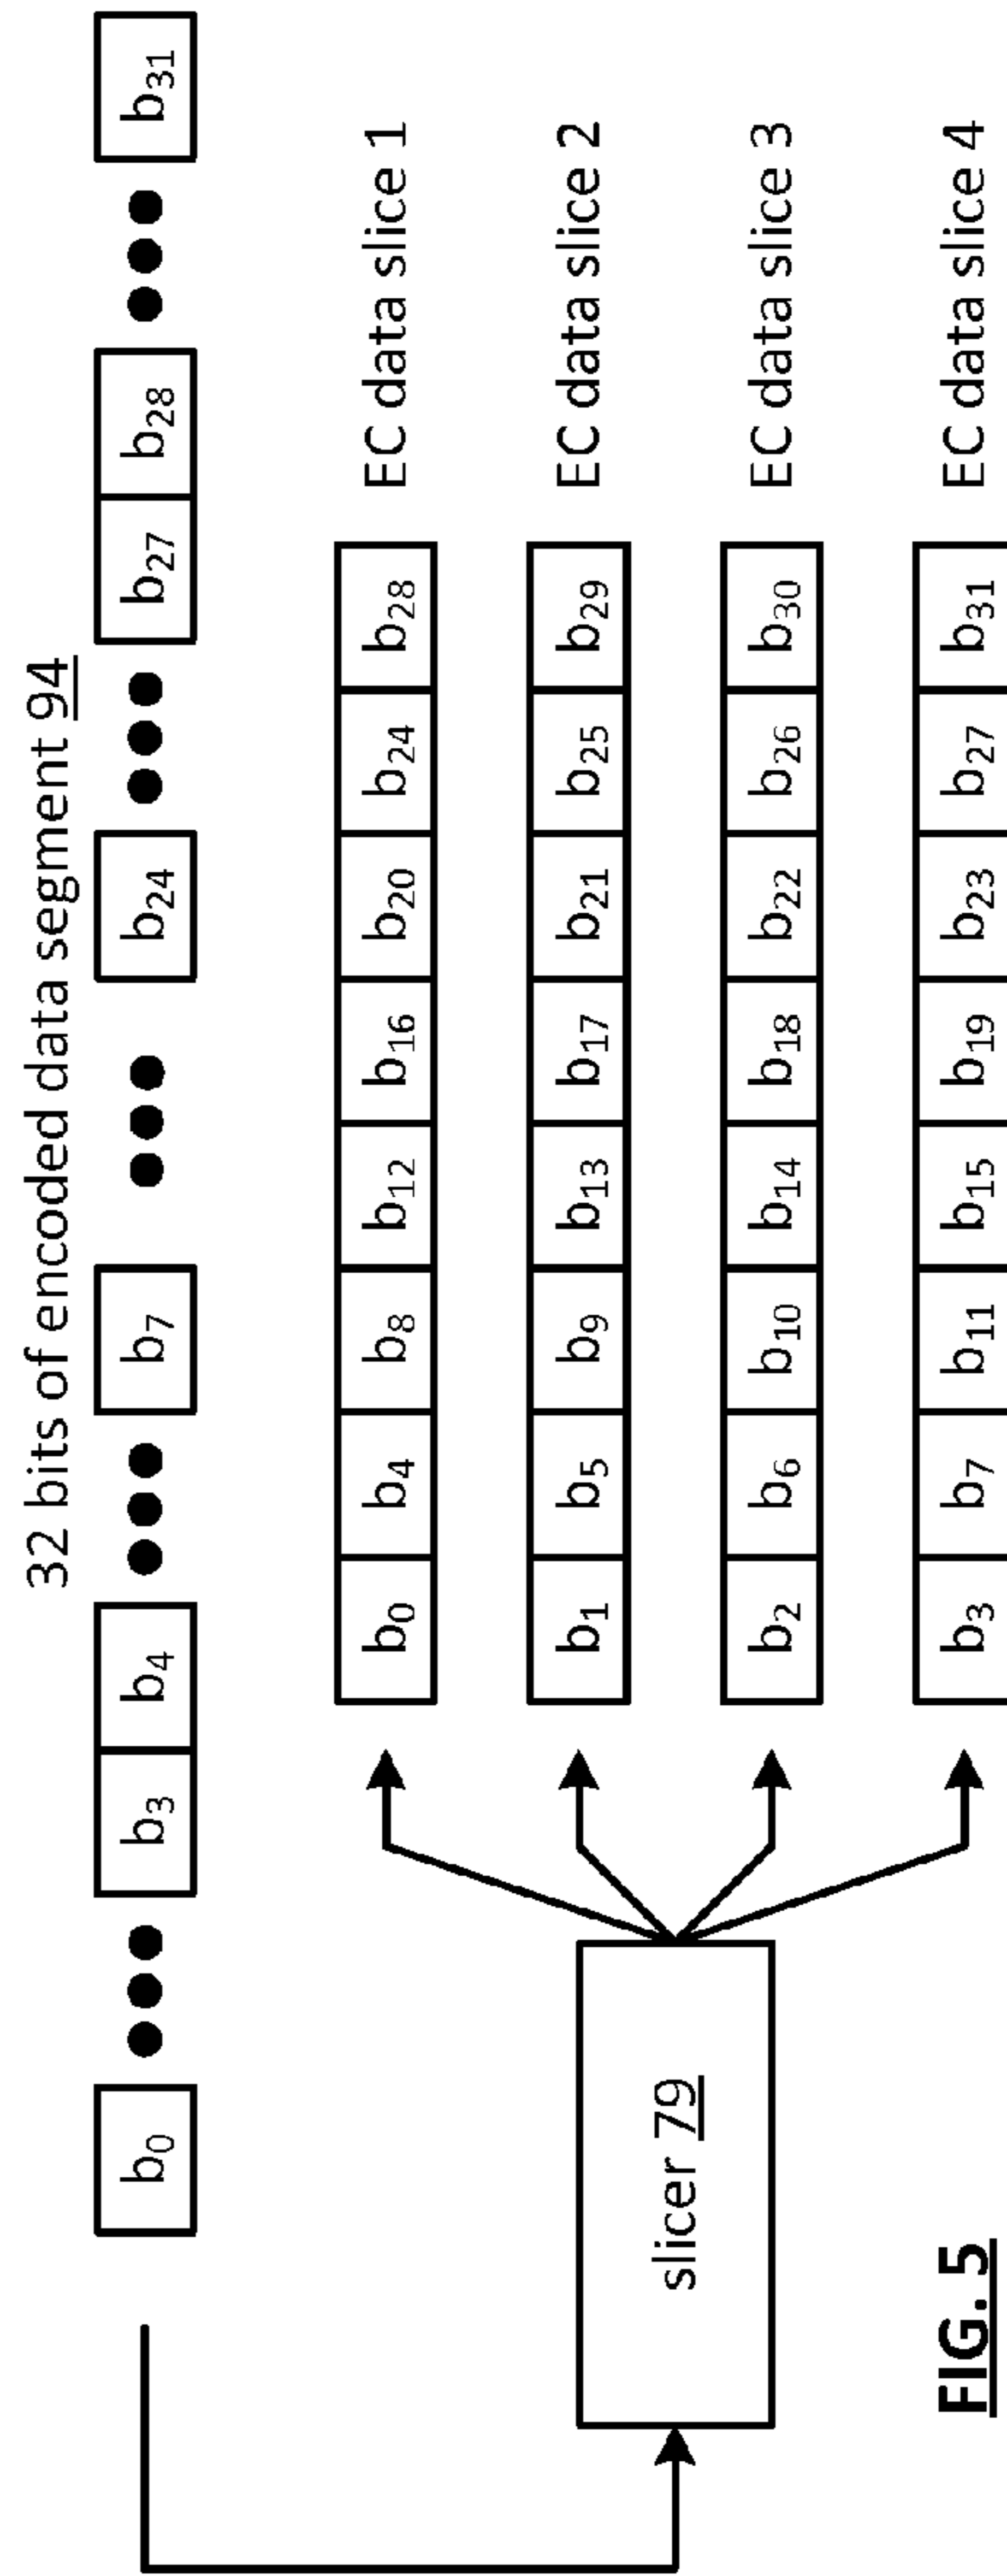 32 bits of encoded data segment 94
b0 b3 b4 b7 b24 b27 b28 b31
b0 b4 b8 b12 b16 b20 b24 b28 EC data slice 1
b1 b5 b9 b13 b17 b21 b25 b29 EC data slice 2
slicer 79
b2 b6 b10 b14 b18 b22 b26 b30 EC data slice 3
b3 b7 b11 b15 b19 b23 b27 b31 EC data slice 4
FIG. 5